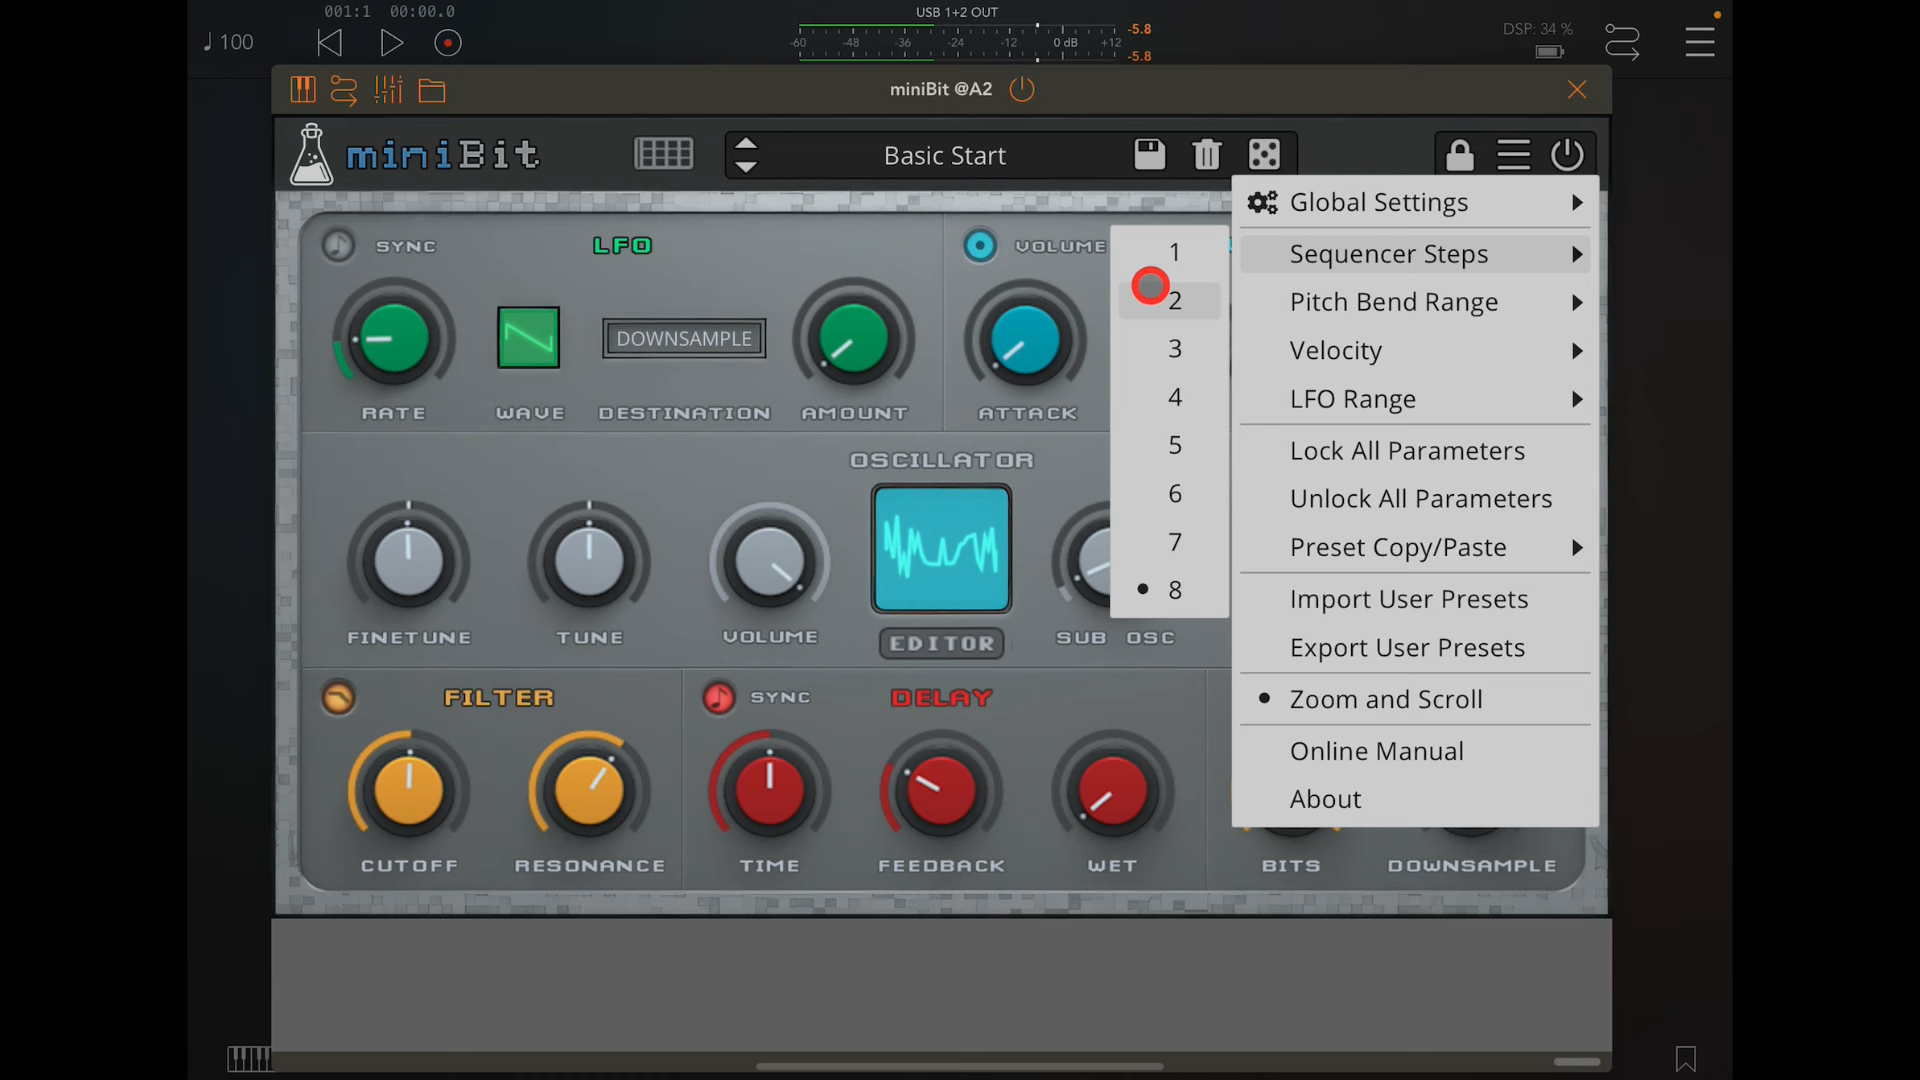 001:1 00:00.0
USB 1+2 OUT
100
-60 -48 -36 -24 -12 0 dB +12
-5.8
-5.8
DSP: 34 %
miniBit @A2
miniBit
Basic Start
Global Settings
Sequencer Steps
Pitch Bend Range
Velocity
LFO Range
Lock All Parameters
Unlock All Parameters
Preset Copy/Paste
Import User Presets
Export User Presets
Zoom and Scroll
Online Manual
About
1
2
3
4
5
6
7
8
SYNC
LFO
VOLUME
DOWNSAMPLE
RATE
WAVE
DESTINATION
AMOUNT
ATTACK
OSCILLATOR
FINETUNE
TUNE
VOLUME
EDITOR
SUB OSC
FILTER
SYNC
DELAY
CUTOFF
RESONANCE
TIME
FEEDBACK
WET
BITS
DOWNSAMPLE